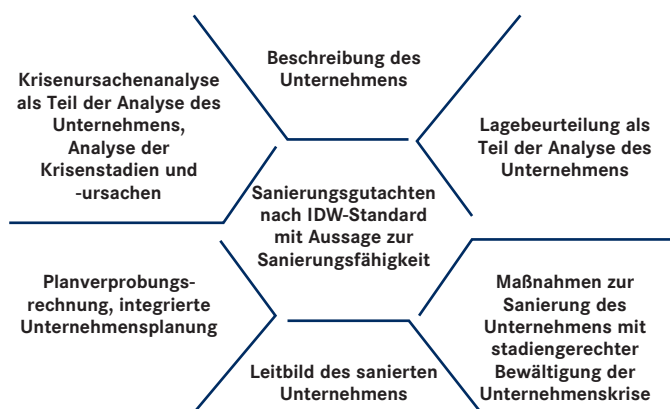 Beschreibung des
Unternehmens
Krisenursachenanalyse
als Teil der Analyse des
Unternehmens,
Analyse der
Krisenstadien und
-ursachen
Lagebeurteilung als
Teil der Analyse des
Unternehmens
Sanierungsgutachten
nach IDW-Standard
mit Aussage zur
Sanierungsfähigkeit
Planverprobungs-
rechnung, integrierte
Unternehmensplanung
Maßnahmen zur
Sanierung des
Unternehmens mit
stadiengerechter
Bewältigung der
Unternehmenskrise
Leitbild des sanierten
Unternehmens